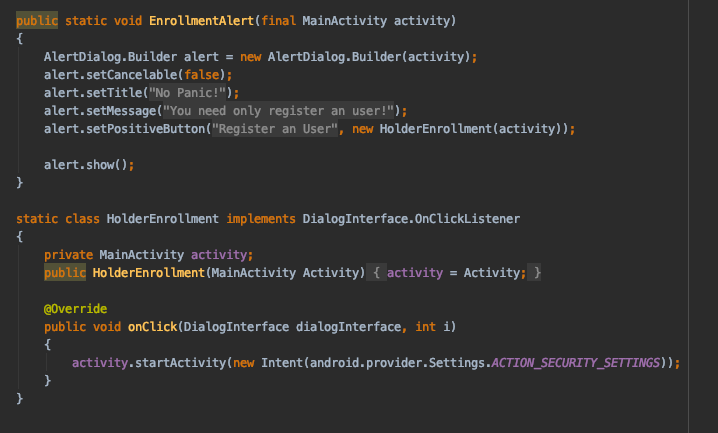 public static void EnrollmentAlert(final MainActivity activity)
{
AlertDialog.Builder alert = new AlertDialog.Builder(activity);
alert.setCancelable(false);
alert.setTitle("No Panic!");
alert.setMessage("You need only register an user!");
alert.setPositiveButton("Register an User", new HolderEnrollment(activity));
alert.show();
}
static class HolderEnrollment implements DialogInterface.OnClickListener
{
private MainActivity activity;
public HolderEnrollment(MainActivity Activity) { activity = Activity; }
@Override
public void onClick(DialogInterface dialogInterface, int i)
{
activity.startActivity(new Intent(android.provider.Settings.ACTION_SECURITY_SETTINGS));
}
}